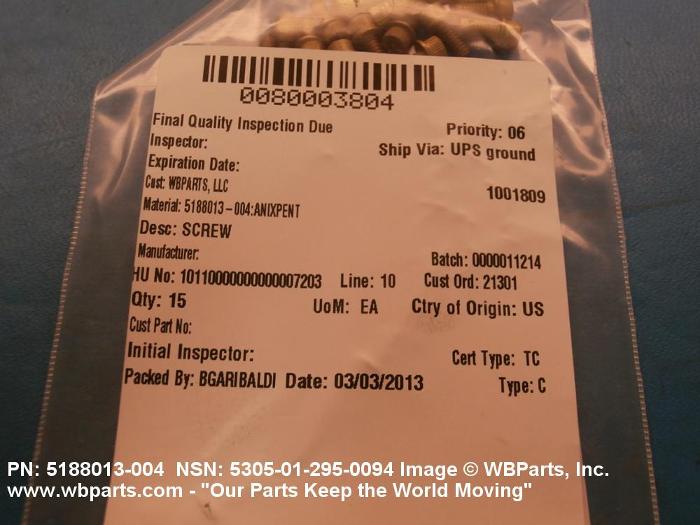 0080003804
Final Quality Inspection Due
Priority: 06
Inspector:
Ship Via: UPS ground
Expiration Date:
Cust: WBPARTS, LLC
1001809
Material: 5188013-004:ANIXPENT
Desc: SCREW
Manufacturer:
Batch: 0000011214
HU No: 10110000000000007203 Line: 10 Cust Ord: 21301
Qty: 15 UoM: EA Ctry of Origin: US
Cust Part No:
Initial Inspector:
Cert Type: TC
Packed By: BGARIBALDI Date: 03/03/2013
Type: C
PN: 5188013-004 NSN: 5305-01-295-0094 Image © WBParts, Inc.
www.wbparts.com - "Our Parts Keep the World Moving"